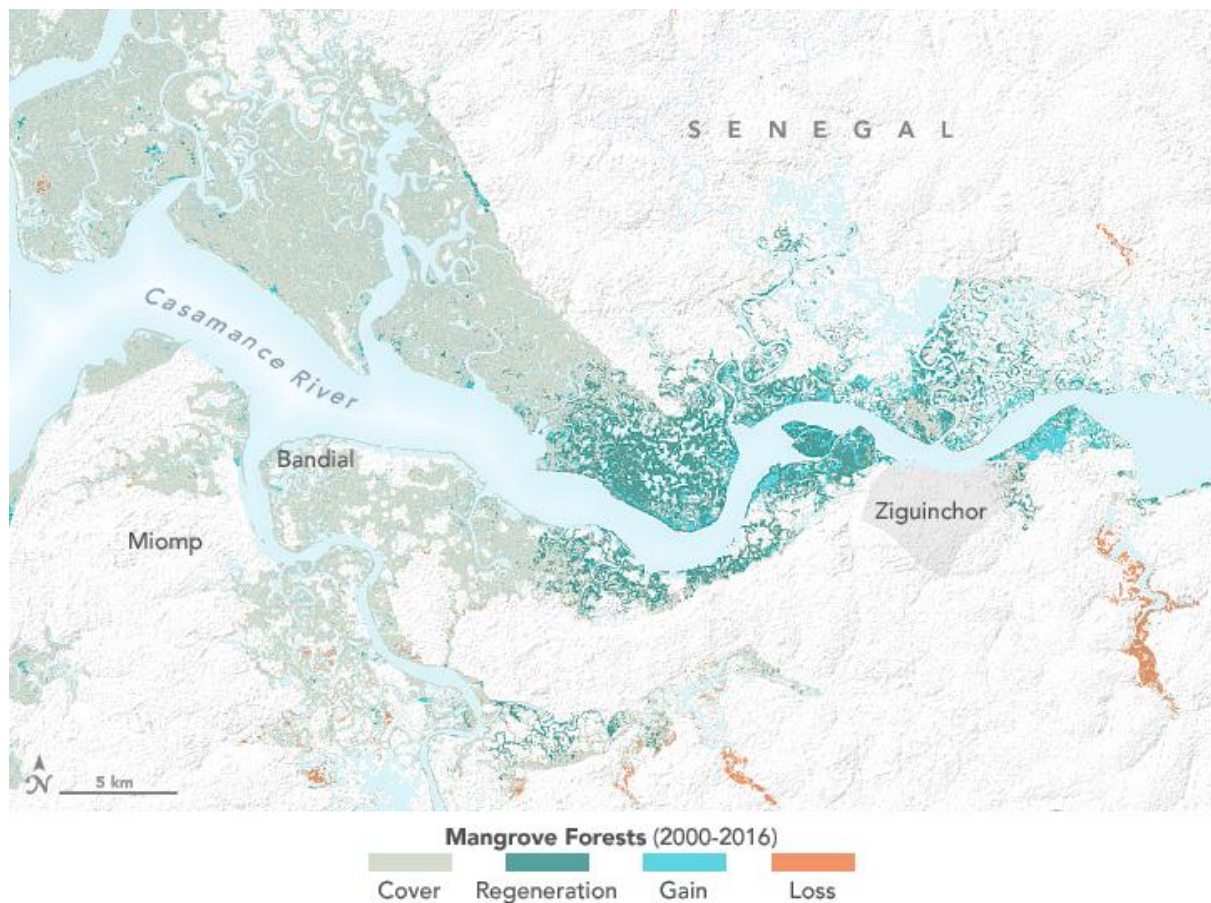 S E N E G A L
Casamance River
Bandial
Miomp
Ziguinchor
N
5 km
Mangrove Forests (2000-2016)
Cover Regeneration Gain Loss